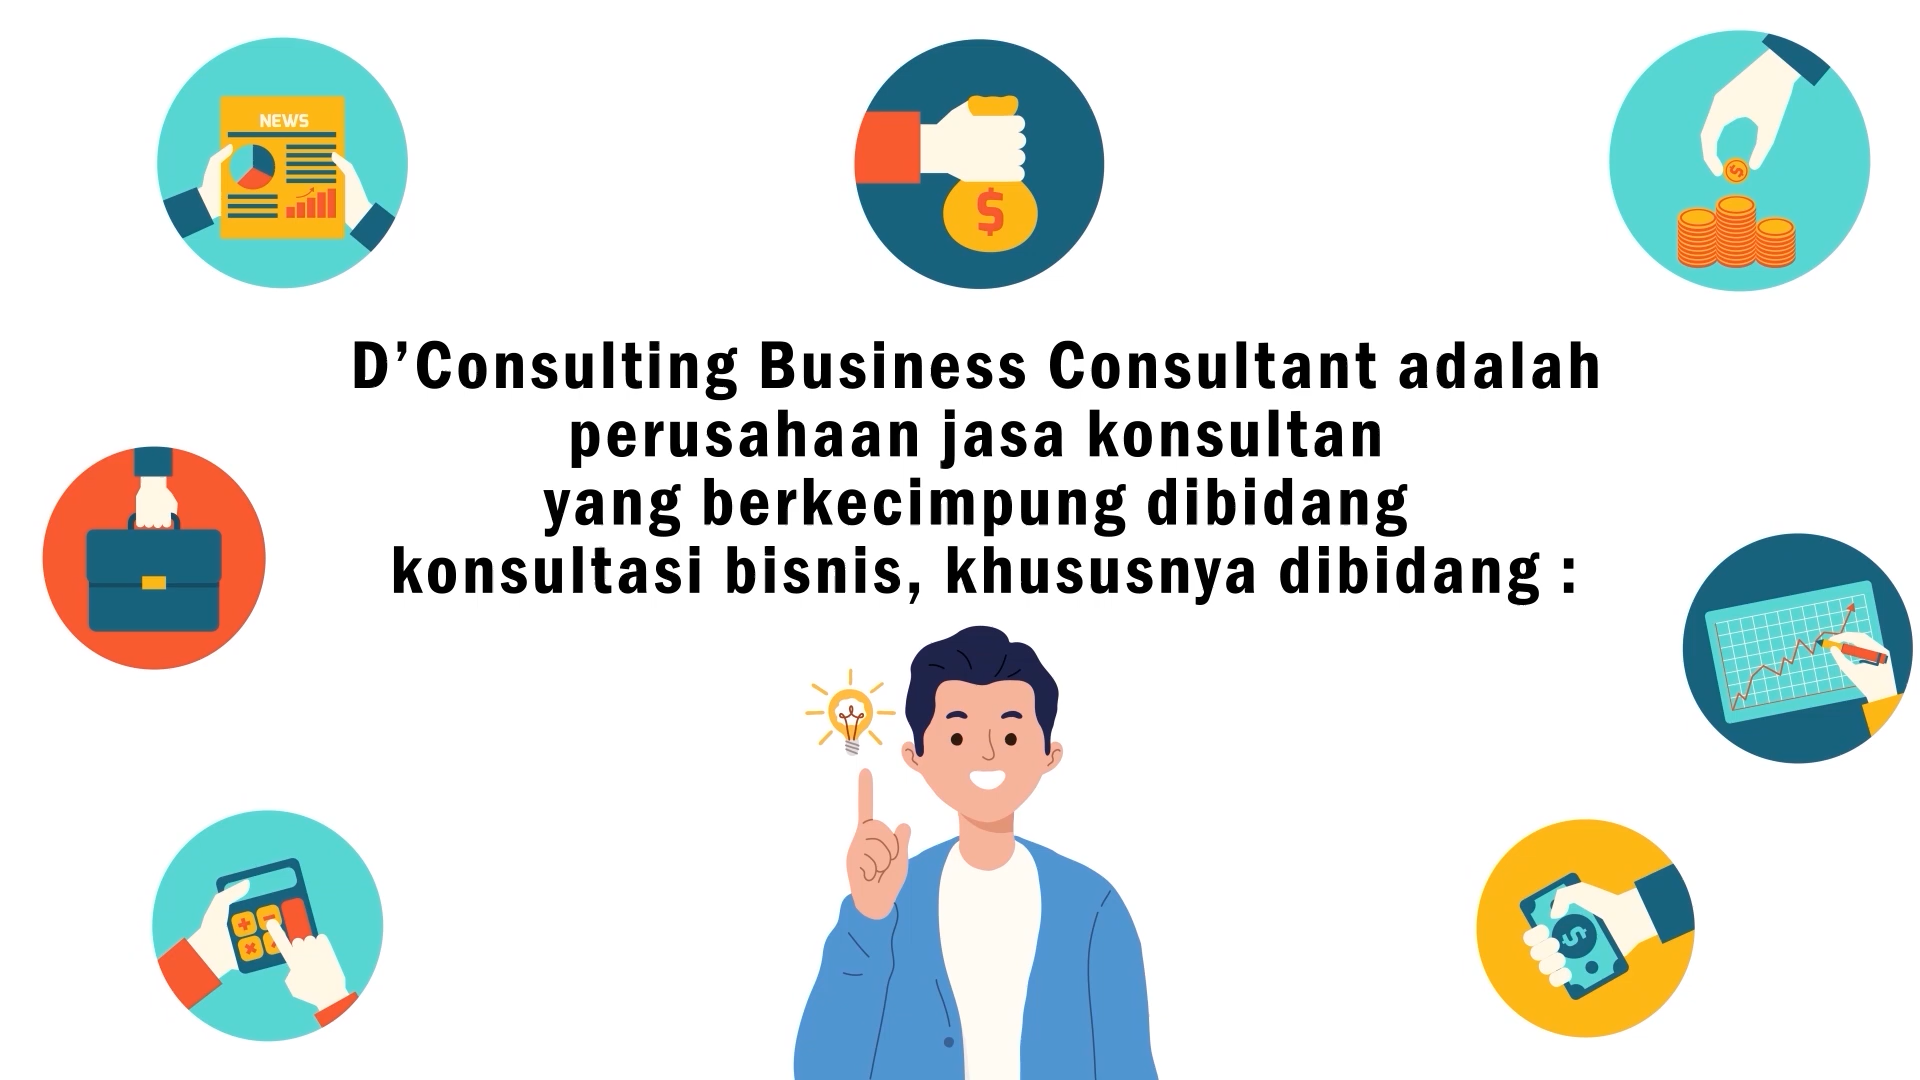 NEWS
$
$
D’Consulting Business Consultant adalah
perusahaan jasa konsultan
yang berkecimpung dibidang
konsultasi bisnis, khususnya dibidang :
$